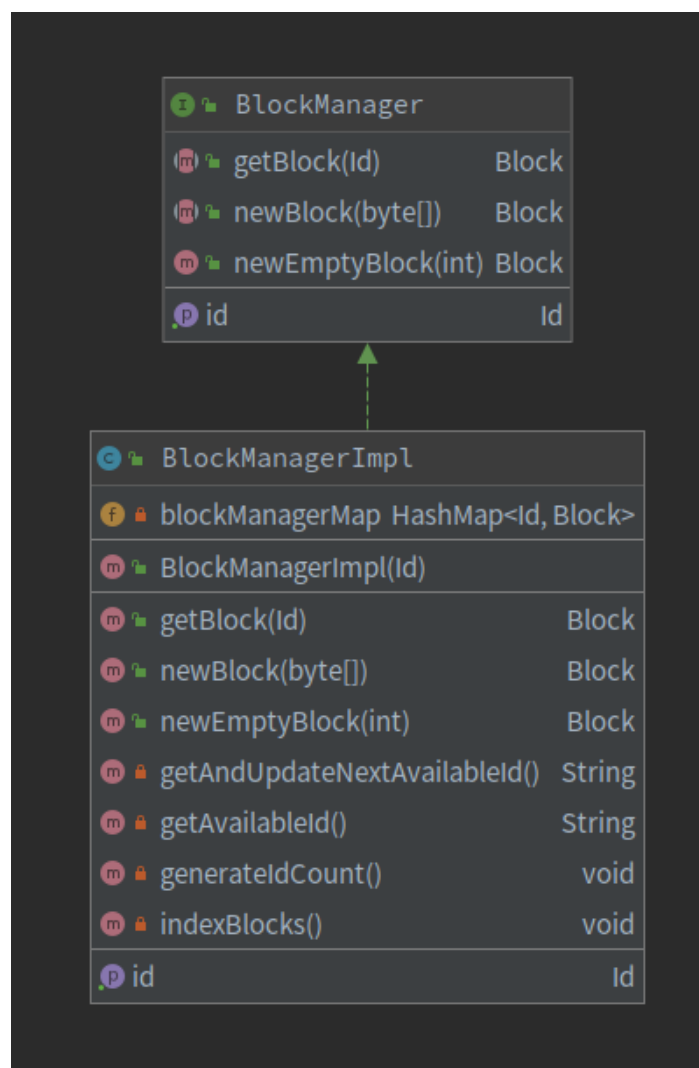 I BlockManager
m getBlock(Id) Block
m newBlock(byte[]) Block
m newEmptyBlock(int) Block
p id Id
C BlockManagerImpl
f blockManagerMap HashMap<Id, Block>
m BlockManagerImpl(Id)
m getBlock(Id) Block
m newBlock(byte[]) Block
m newEmptyBlock(int) Block
m getAndUpdateNextAvailableId() String
m getAvailableId() String
m generateIdCount() void
m indexBlocks() void
p id Id